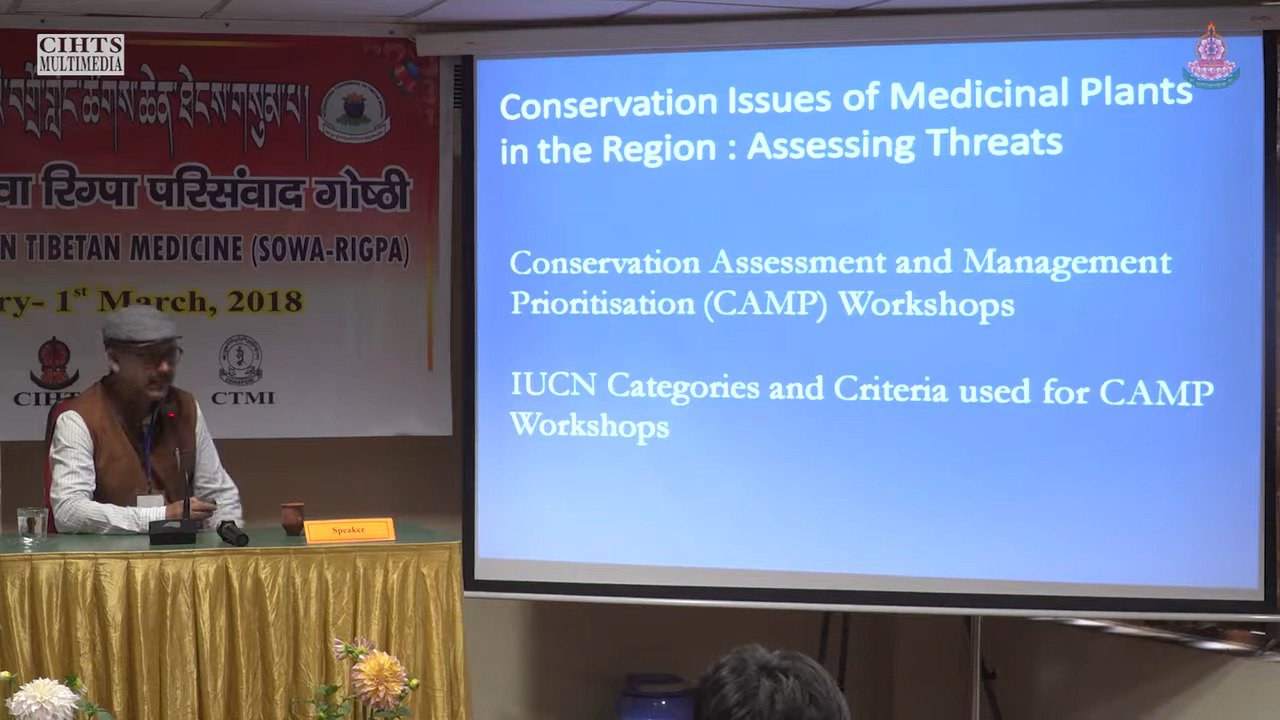 CIHTS
MULTIMEDIA
वा रिग्पा परिसंवाद गोष्ठी
N TIBETAN MEDICINE (SOWA-RIGPA)
ry- 1st March, 2018
CIHT
CTMI
Speaker
Conservation Issues of Medicinal Plants
in the Region : Assessing Threats
Conservation Assessment and Management
Prioritisation (CAMP) Workshops
IUCN Categories and Criteria used for CAMP
Workshops